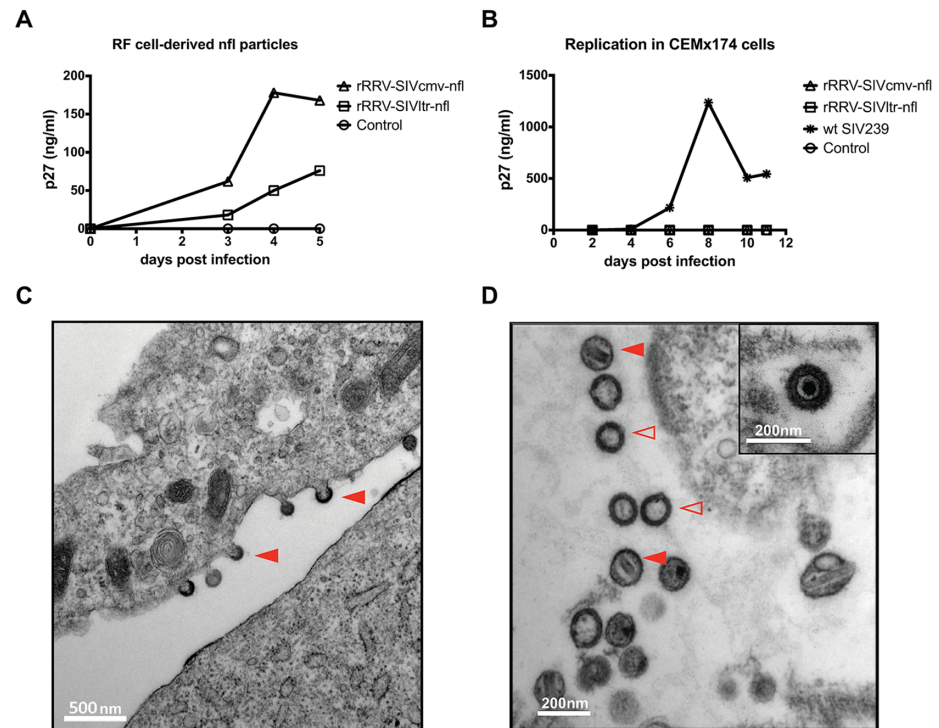 A
RF cell-derived nfl particles
200
150
100
50
0
p27 (ng/ml)
0 1 2 3 4 5
days post infection
rRRV-SIVcmv-nfl
rRRV-SIVltr-nfl
Control
B
Replication in CEMx174 cells
1500
1000
500
0
p27 (ng/ml)
0 2 4 6 8 10 12
days post infection
rRRV-SIVcmv-nfl
rRRV-SIVltr-nfl
wt SIV239
Control
C
500nm
D
200nm
200nm